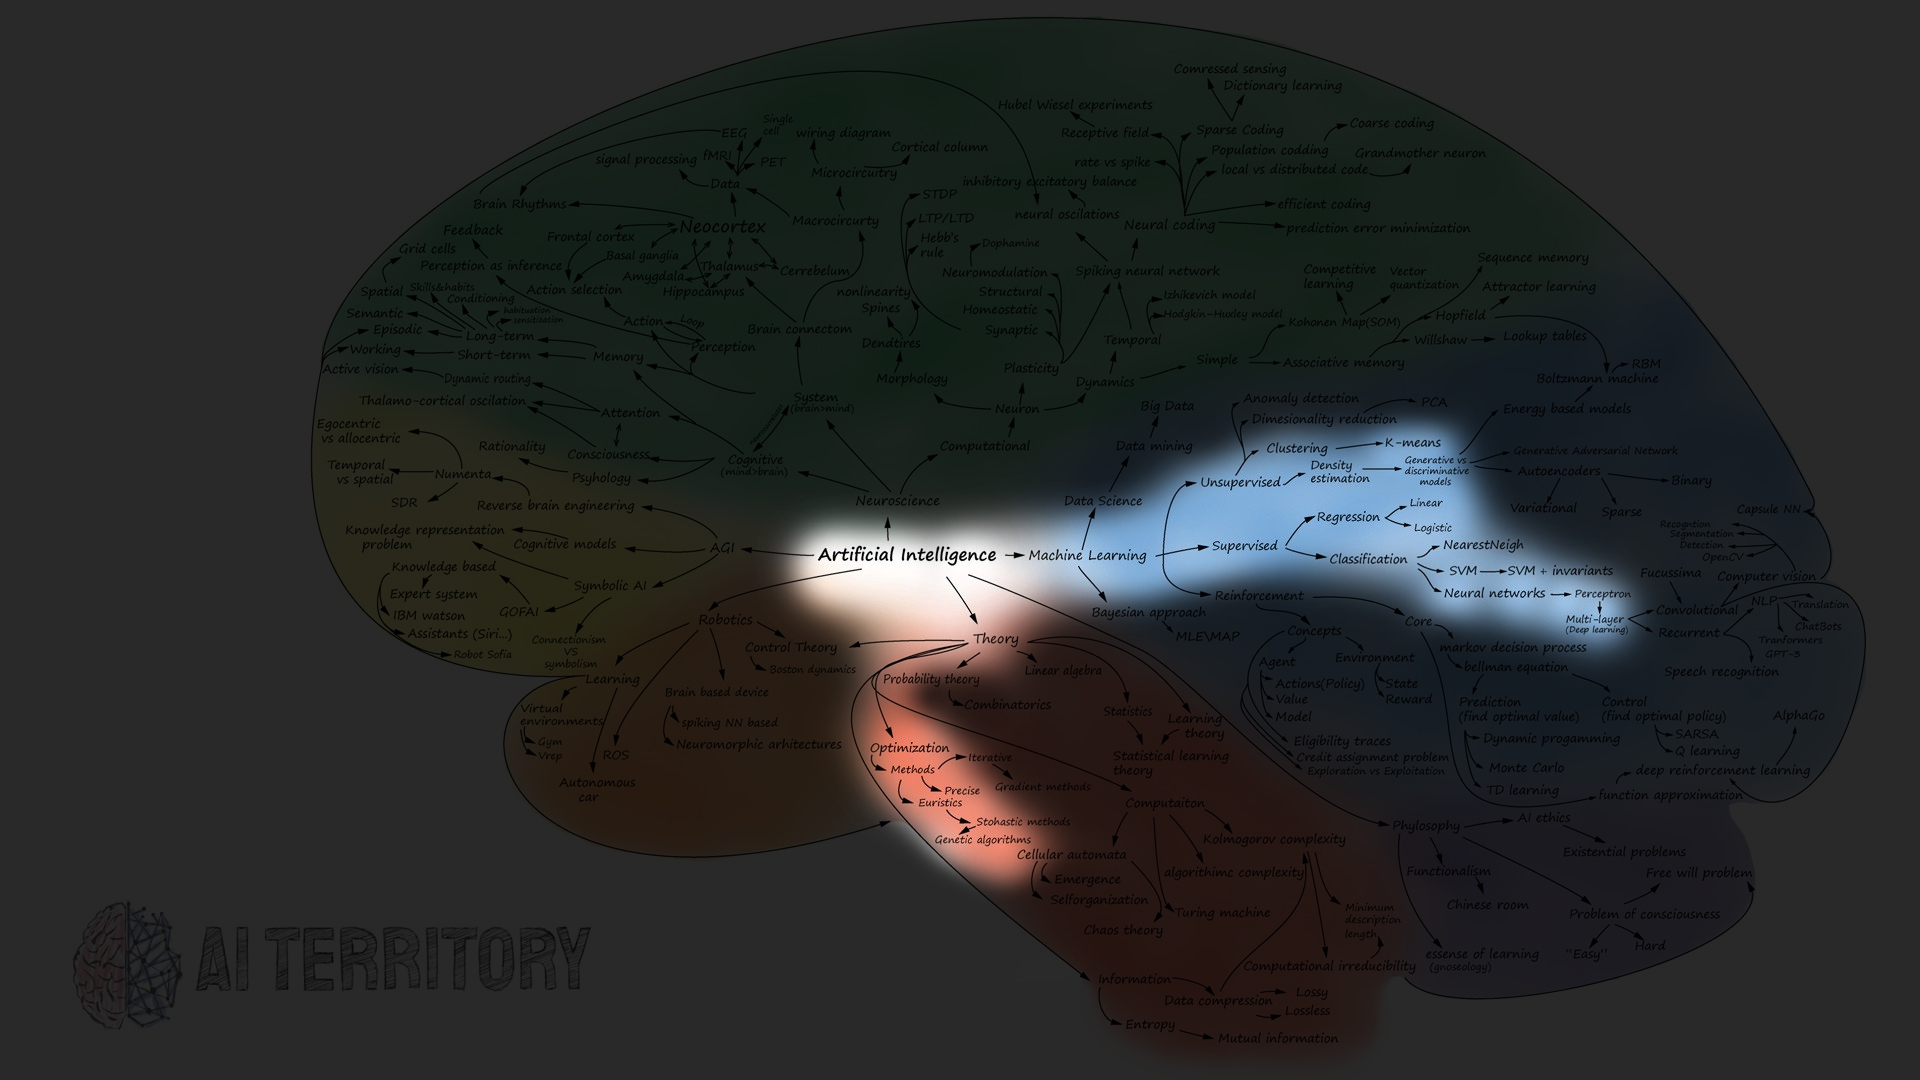 Comressed sensing
Dictionary learning
Hubel Wiesel experiments
Receptive field
Sparse Coding
Coarse coding
Population codding
Grandmother neuron
rate vs spike
local vs distributed code
inhibitory excitatory balance
neural oscilations
Neural coding
efficient coding
prediction error minimization
EEG
Single
cell
wiring diagram
signal processing
fMRI
PET
Cortical column
Data
Microcircuitry
Brain Rhythms
Neocortex
Macrocircurty
STDP
LTP/LTD
Hebb's
rule
Dophamine
Feedback
Grid cells
Frontal cortex
Basal ganglia
Perception as inference
Amygdala
Thalamus
Cerrebelum
Hippocampus
Action selection
Neuromodulation
Structural
Homeostatic
Synaptic
Spiking neural network
Izhikevich model
Hodgkin-Huxley model
Temporal
Competitive
learning
Vector
quantization
Sequence memory
Attractor learning
Spatial
Skills&habits
Conditioning
habituation
sensitization
Semantic
Episodic
Long-term
Working
Short-term
Active vision
Dynamic routing
Memory
Action
Loop
Perception
Brain connectom
nonlinearity
Spines
Dendtires
Morphology
Plasticity
Dynamics
Simple
Kohonen Map(SOM)
Associative memory
Hopfield
Willshaw
Lookup tables
RBM
Boltzmann machine
Energy based models
Thalamo-cortical oscilation
Attention
System
(brain>mind)
Neuron
Computational
Egocentric
vs allocentric
Rationality
Consciousness
Cognitive
(mind>brain)
Temporal
vs spatial
Numenta
Psyhology
SDR
Reverse brain engineering
Neuroscience
Big Data
Data mining
Data Science
Anomaly detection
PCA
Dimesionality reduction
Clustering
K-means
Unsupervised
Density
estimation
Generative vs
discriminative
models
Generative Adversarial Network
Autoencoders
Binary
Variational
Sparse
Knowledge representation
problem
Cognitive models
AGI
Artificial Intelligence
Machine Learning
Supervised
Regression
Linear
Logistic
Classification
NearestNeigh
SVM
SVM + invariants
Neural networks
Perceptron
Multi-layer
(Deep learning)
Capsule NN
Recogntion
Segmentation
Detection
OpenCV
Fucussima
Computer vision
Convolutional
NLP
Translation
ChatBots
Tranformers
GPT-3
Recurrent
Speech recognition
Knowledge based
Expert system
IBM watson
Assistants (Siri...)
Robot Sofia
Symbolic AI
GOFAI
Connectionism
VS
symbolism
Robotics
Control Theory
Boston dynamics
Learning
Brain based device
spiking NN based
Neuromorphic arhitectures
Virtual
environments
Gym
Vrep
ROS
Autonomous
car
Bayesian approach
MLE\MAP
Reinforcement
Concepts
Core
Agent
Actions(Policy)
Value
Model
Environment
State
Reward
Eligibility traces
Credit assignment problem
Exploration vs Exploitation
markov decision process
bellman equation
Prediction
(find optimal value)
Control
(find optimal policy)
Dynamic progamming
Monte Carlo
TD learning
SARSA
Q learning
AlphaGo
deep reinforcement learning
function approximation
Theory
Probability theory
Combinatorics
Linear algebra
Statistics
Learning
theory
Statistical learning
theory
Optimization
Methods
Iterative
Gradient methods
Precise
Euristics
Stohastic methods
Genetic algorithms
Computaiton
Cellular automata
Emergence
Selforganization
Chaos theory
Turing machine
algorithimc complexity
Kolmogorov complexity
Minimum
description
length
Computational irreducibility
Information
Data compression
Lossy
Lossless
Entropy
Mutual information
Phylosophy
AI ethics
Existential problems
Functionalism
Chinese room
Free will problem
Problem of consciousness
"Easy"
Hard
essense of learning
(gnoseology)
AI TERRITORY